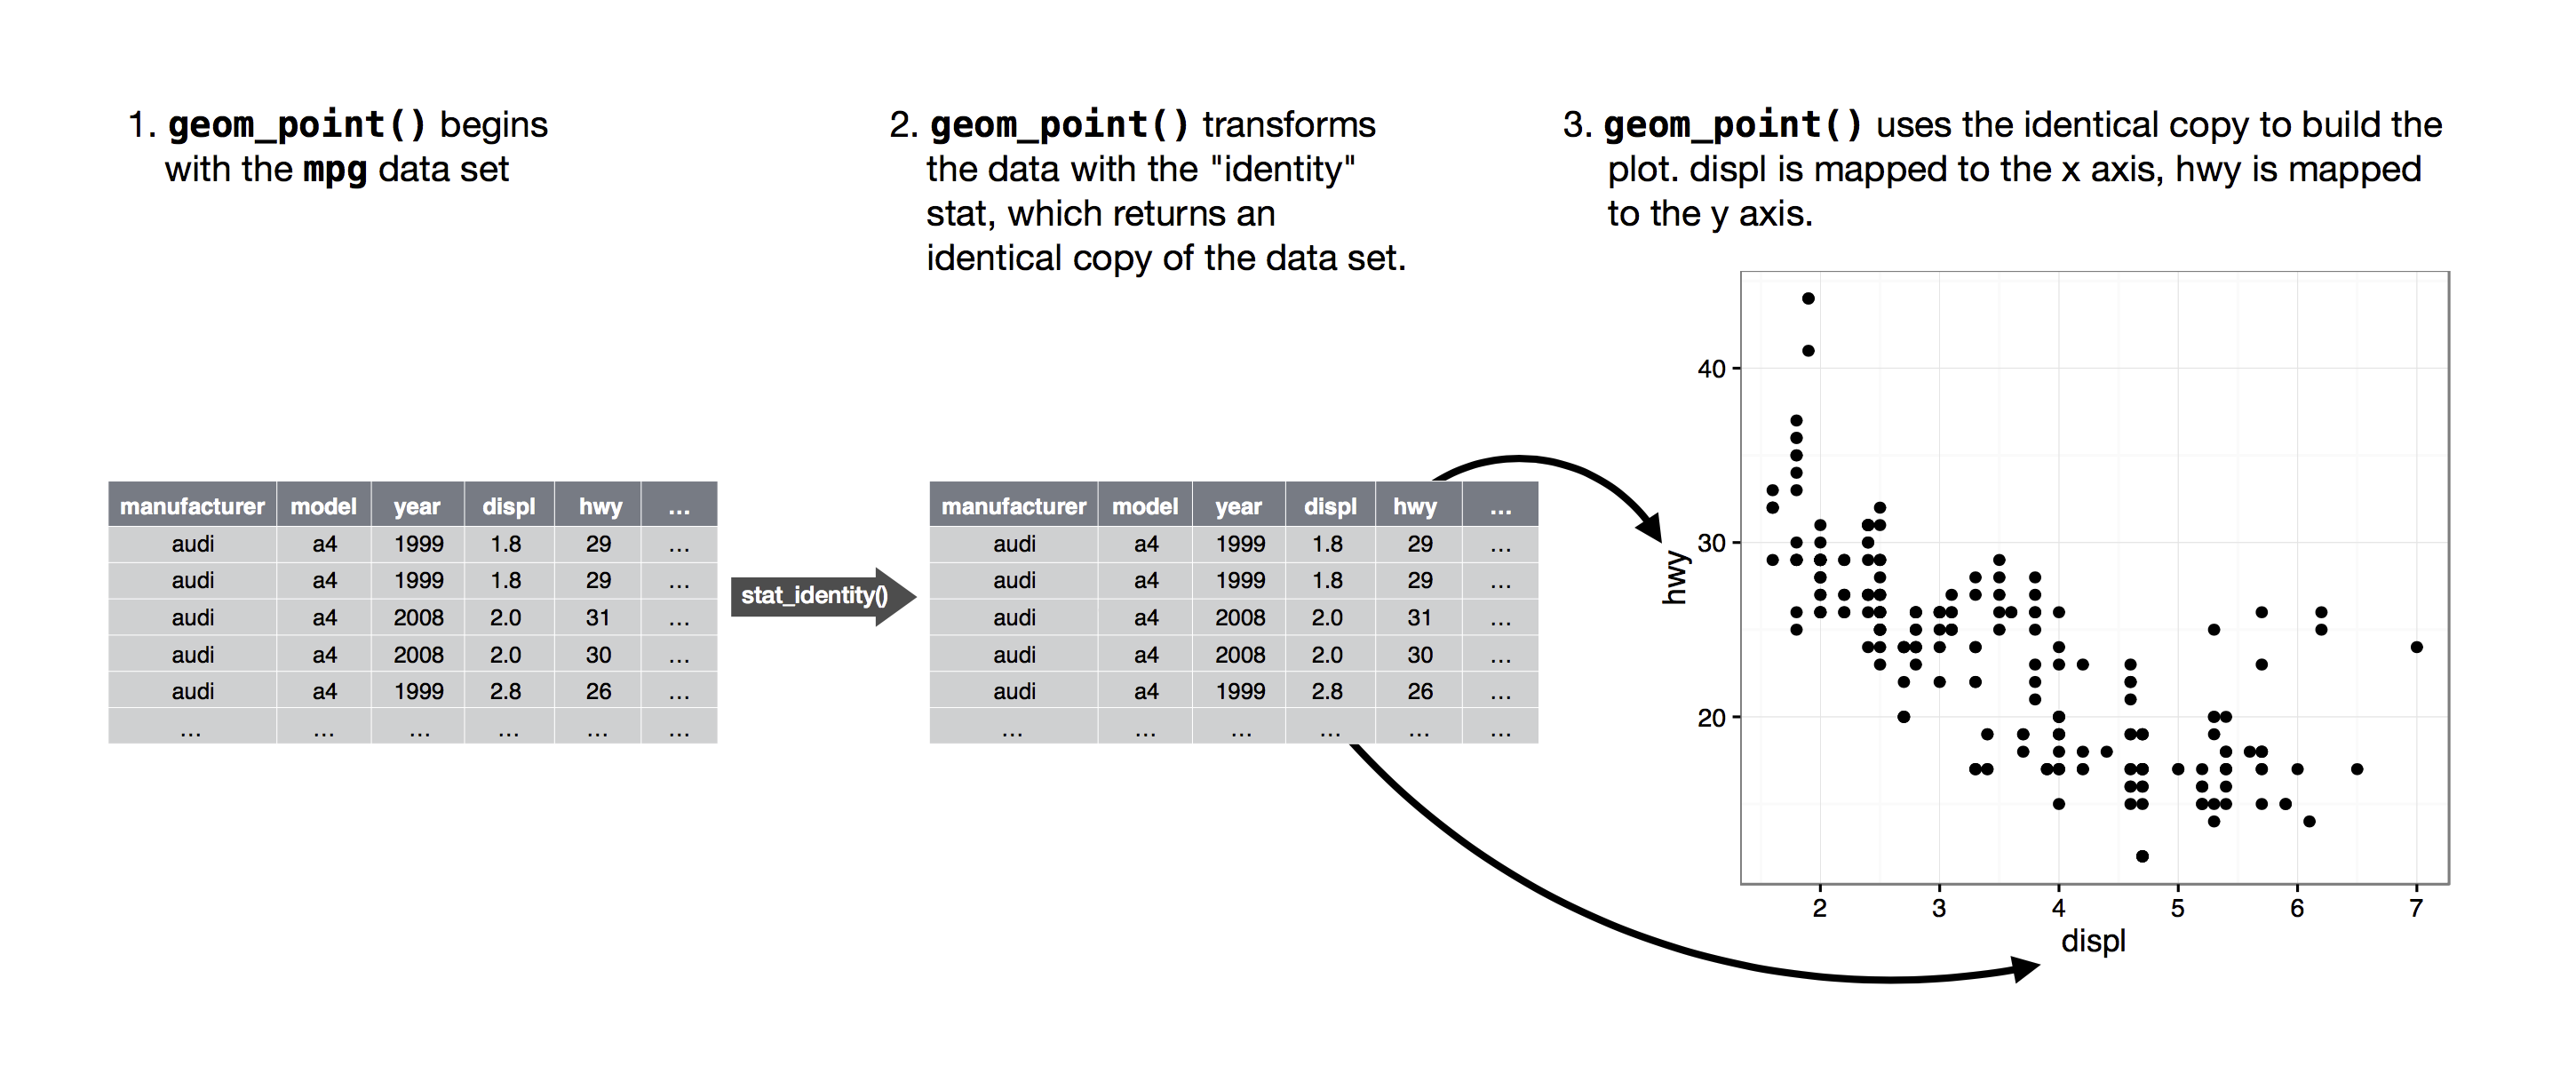 1. geom_point() begins
with the mpg data set
2. geom_point() transforms
the data with the "identity"
stat, which returns an
identical copy of the data set.
3. geom_point() uses the identical copy to build the
plot. displ is mapped to the x axis, hwy is mapped
to the y axis.
manufacturer model year displ hwy ...
audi a4 1999 1.8 29 ...
audi a4 1999 1.8 29 ...
audi a4 2008 2.0 31 ...
audi a4 2008 2.0 30 ...
audi a4 1999 2.8 26 ...
... ... ... ... ... ...
stat_identity()
manufacturer model year displ hwy ...
audi a4 1999 1.8 29 ...
audi a4 1999 1.8 29 ...
audi a4 2008 2.0 31 ...
audi a4 2008 2.0 30 ...
audi a4 1999 2.8 26 ...
... ... ... ... ... ...
hwy
40
30
20
2 3 4 5 6 7
displ